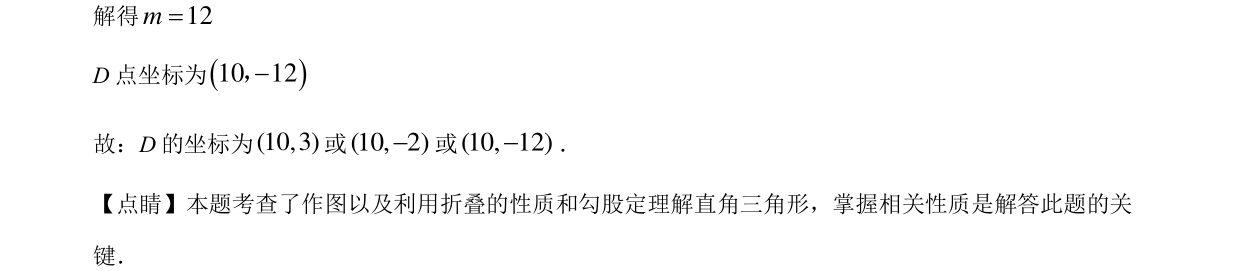 解得 m = 12
D 点坐标为 (10，−12)
故：D 的坐标为 (10,3) 或 (10,−2) 或 (10,−12)．
【点睛】本题考查了作图以及利用折叠的性质和勾股定理解直角三角形，掌握相关性质是解答此题的关
键．